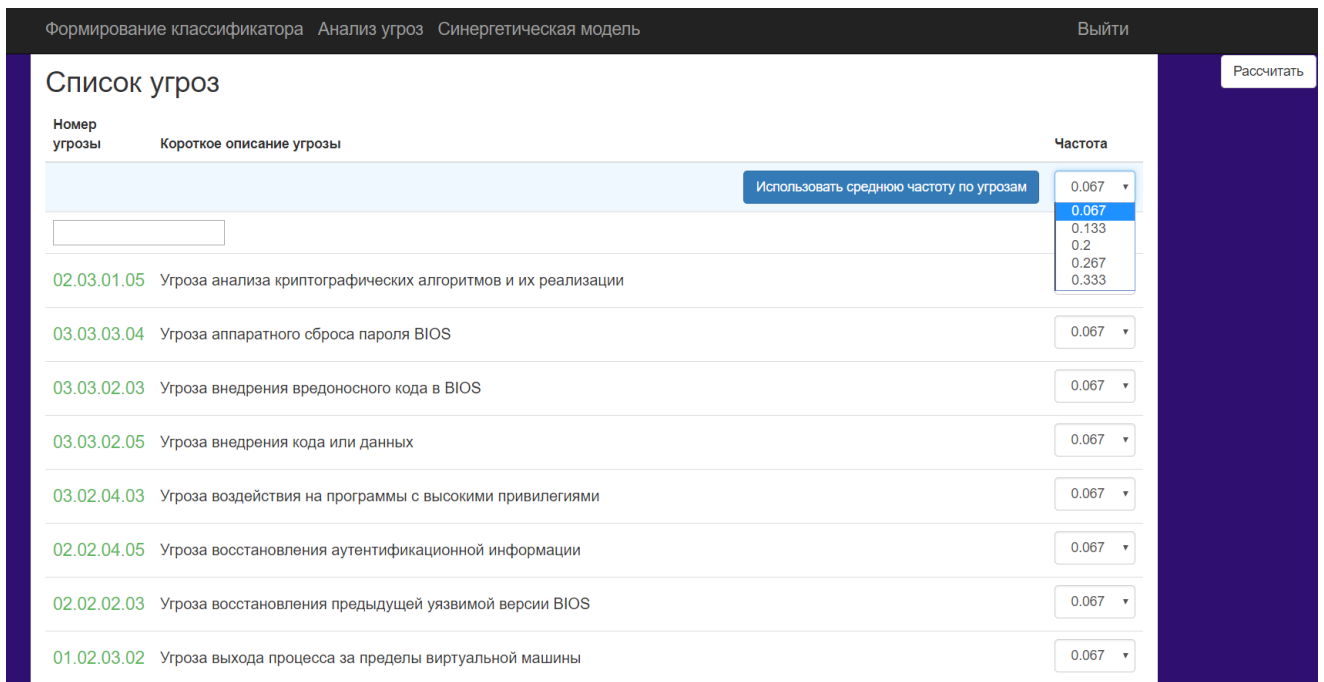 Формирование классификатора Анализ угроз Синергетическая модель Выйти
Рассчитать
Список угроз
Номер
угрозы Короткое описание угрозы Частота
Использовать среднюю частоту по угрозам 0.067
0.067
0.133
0.2
0.267
0.333
02.03.01.05 Угроза анализа криптографических алгоритмов и их реализации
03.03.03.04 Угроза аппаратного сброса пароля BIOS 0.067
03.03.02.03 Угроза внедрения вредоносного кода в BIOS 0.067
03.03.02.05 Угроза внедрения кода или данных 0.067
03.02.04.03 Угроза воздействия на программы с высокими привилегиями 0.067
02.02.04.05 Угроза восстановления аутентификационной информации 0.067
02.02.02.03 Угроза восстановления предыдущей уязвимой версии BIOS 0.067
01.02.03.02 Угроза выхода процесса за пределы виртуальной машины 0.067